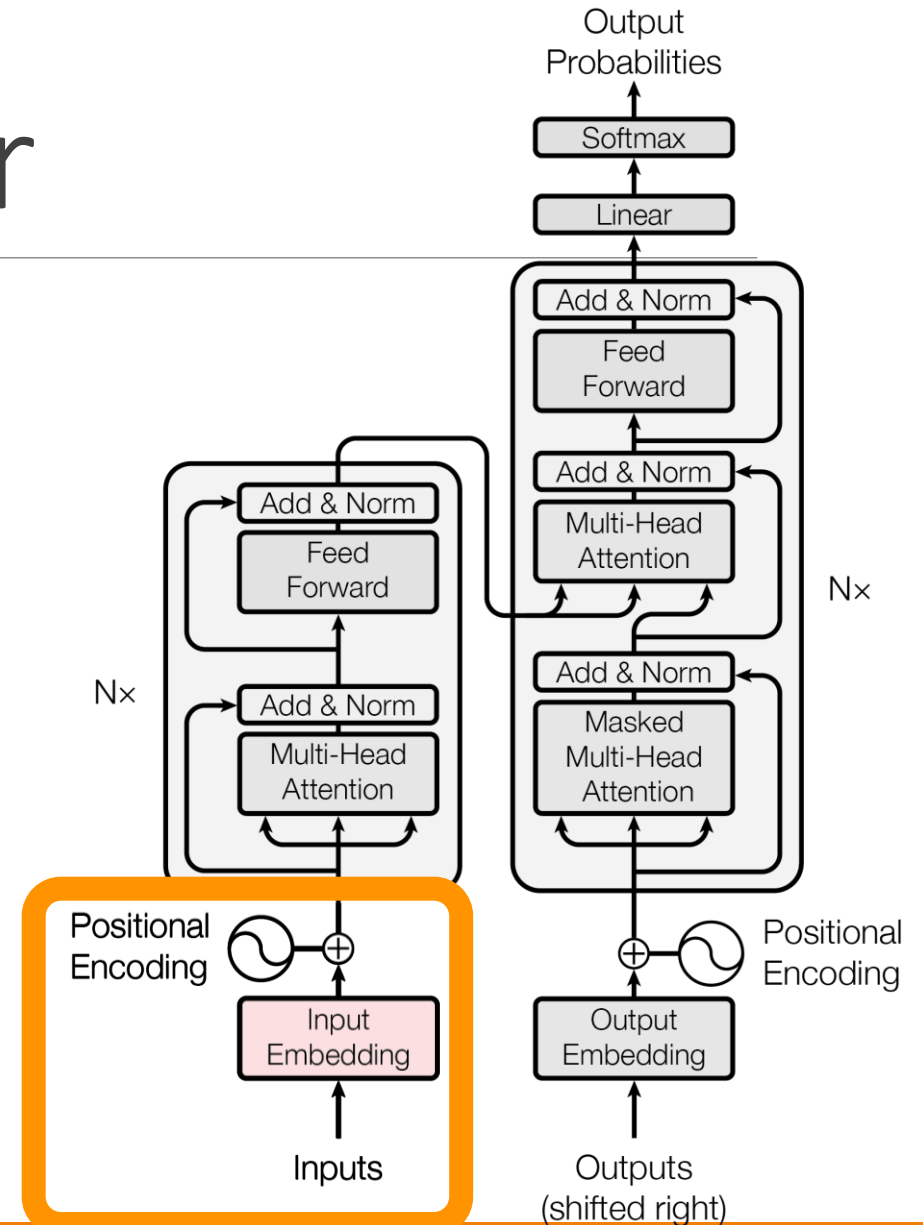 r
Output
Probabilities
Softmax
Linear
Add & Norm
Feed
Forward
Add & Norm
Multi-Head
Attention
Nx
Add & Norm
Masked
Multi-Head
Attention
Add & Norm
Feed
Forward
Nx
Add & Norm
Multi-Head
Attention
Positional
Encoding
Input
Embedding
Inputs
Positional
Encoding
Output
Embedding
Outputs
(shifted right)